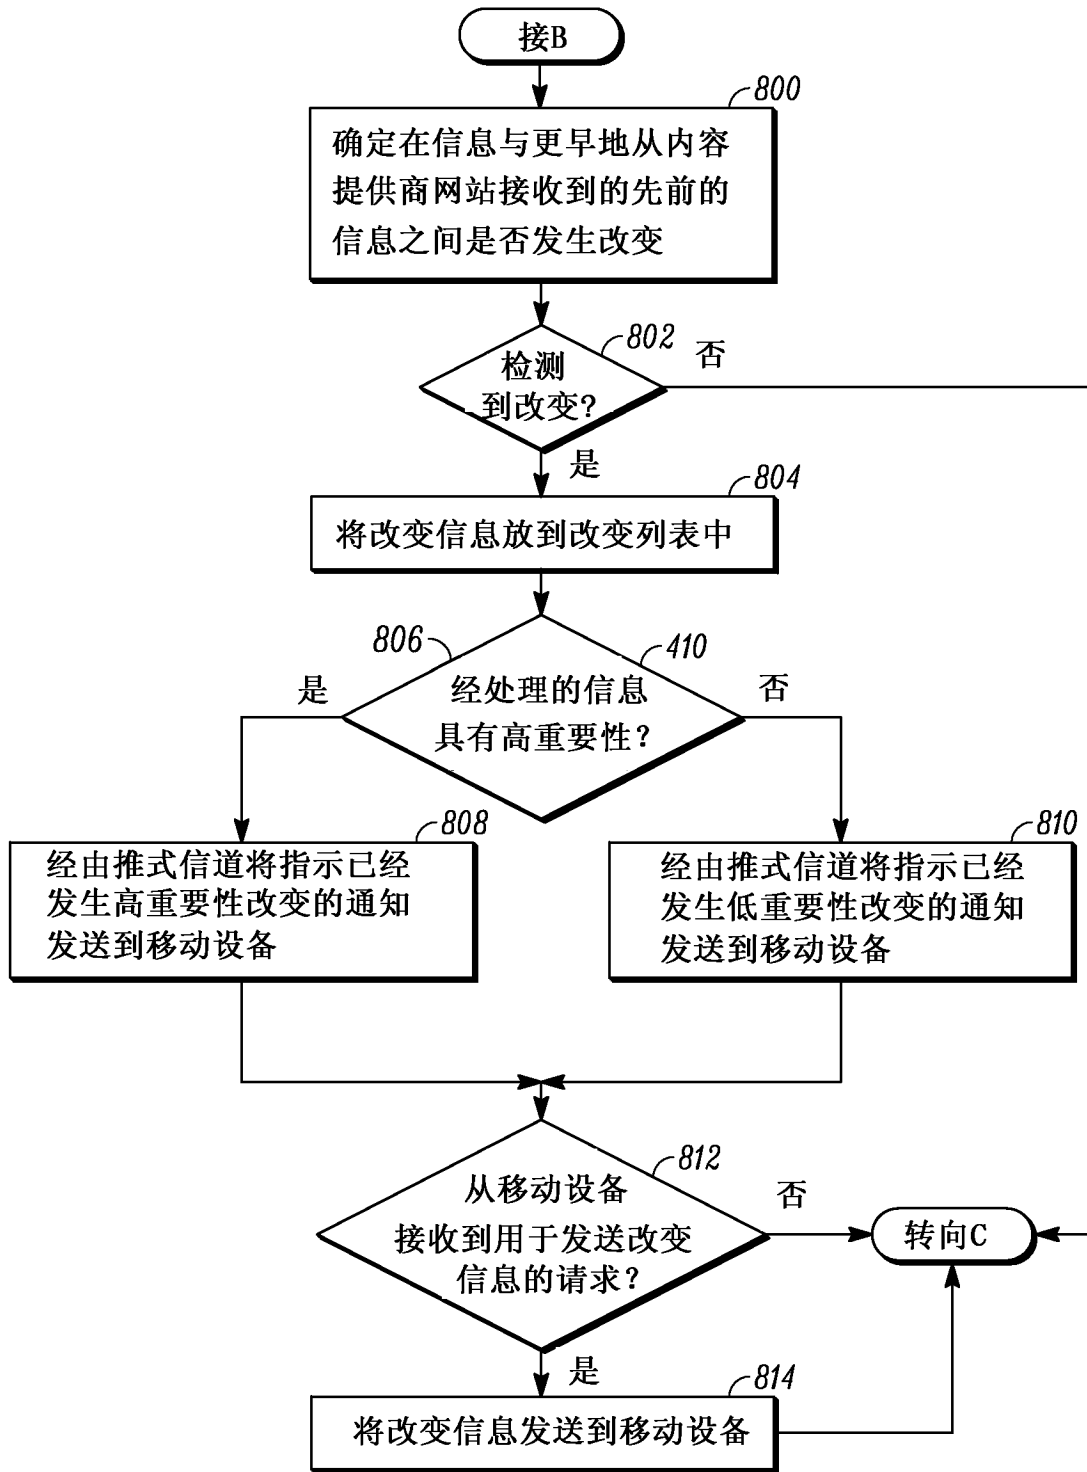 接B
800
确定在信息与更早地从内容
提供商网站接收到的先前的
信息之间是否发生改变
802
否
检测
到改变?
是
804
将改变信息放到改变列表中
806
410
是
否
经处理的信息
具有高重要性?
808
810
经由推式信道将指示已经
发生高重要性改变的通知
发送到移动设备
经由推式信道将指示已经
发生低重要性改变的通知
发送到移动设备
812
否
从移动设备
接收到用于发送改变
信息的请求?
转向C
是
814
将改变信息发送到移动设备